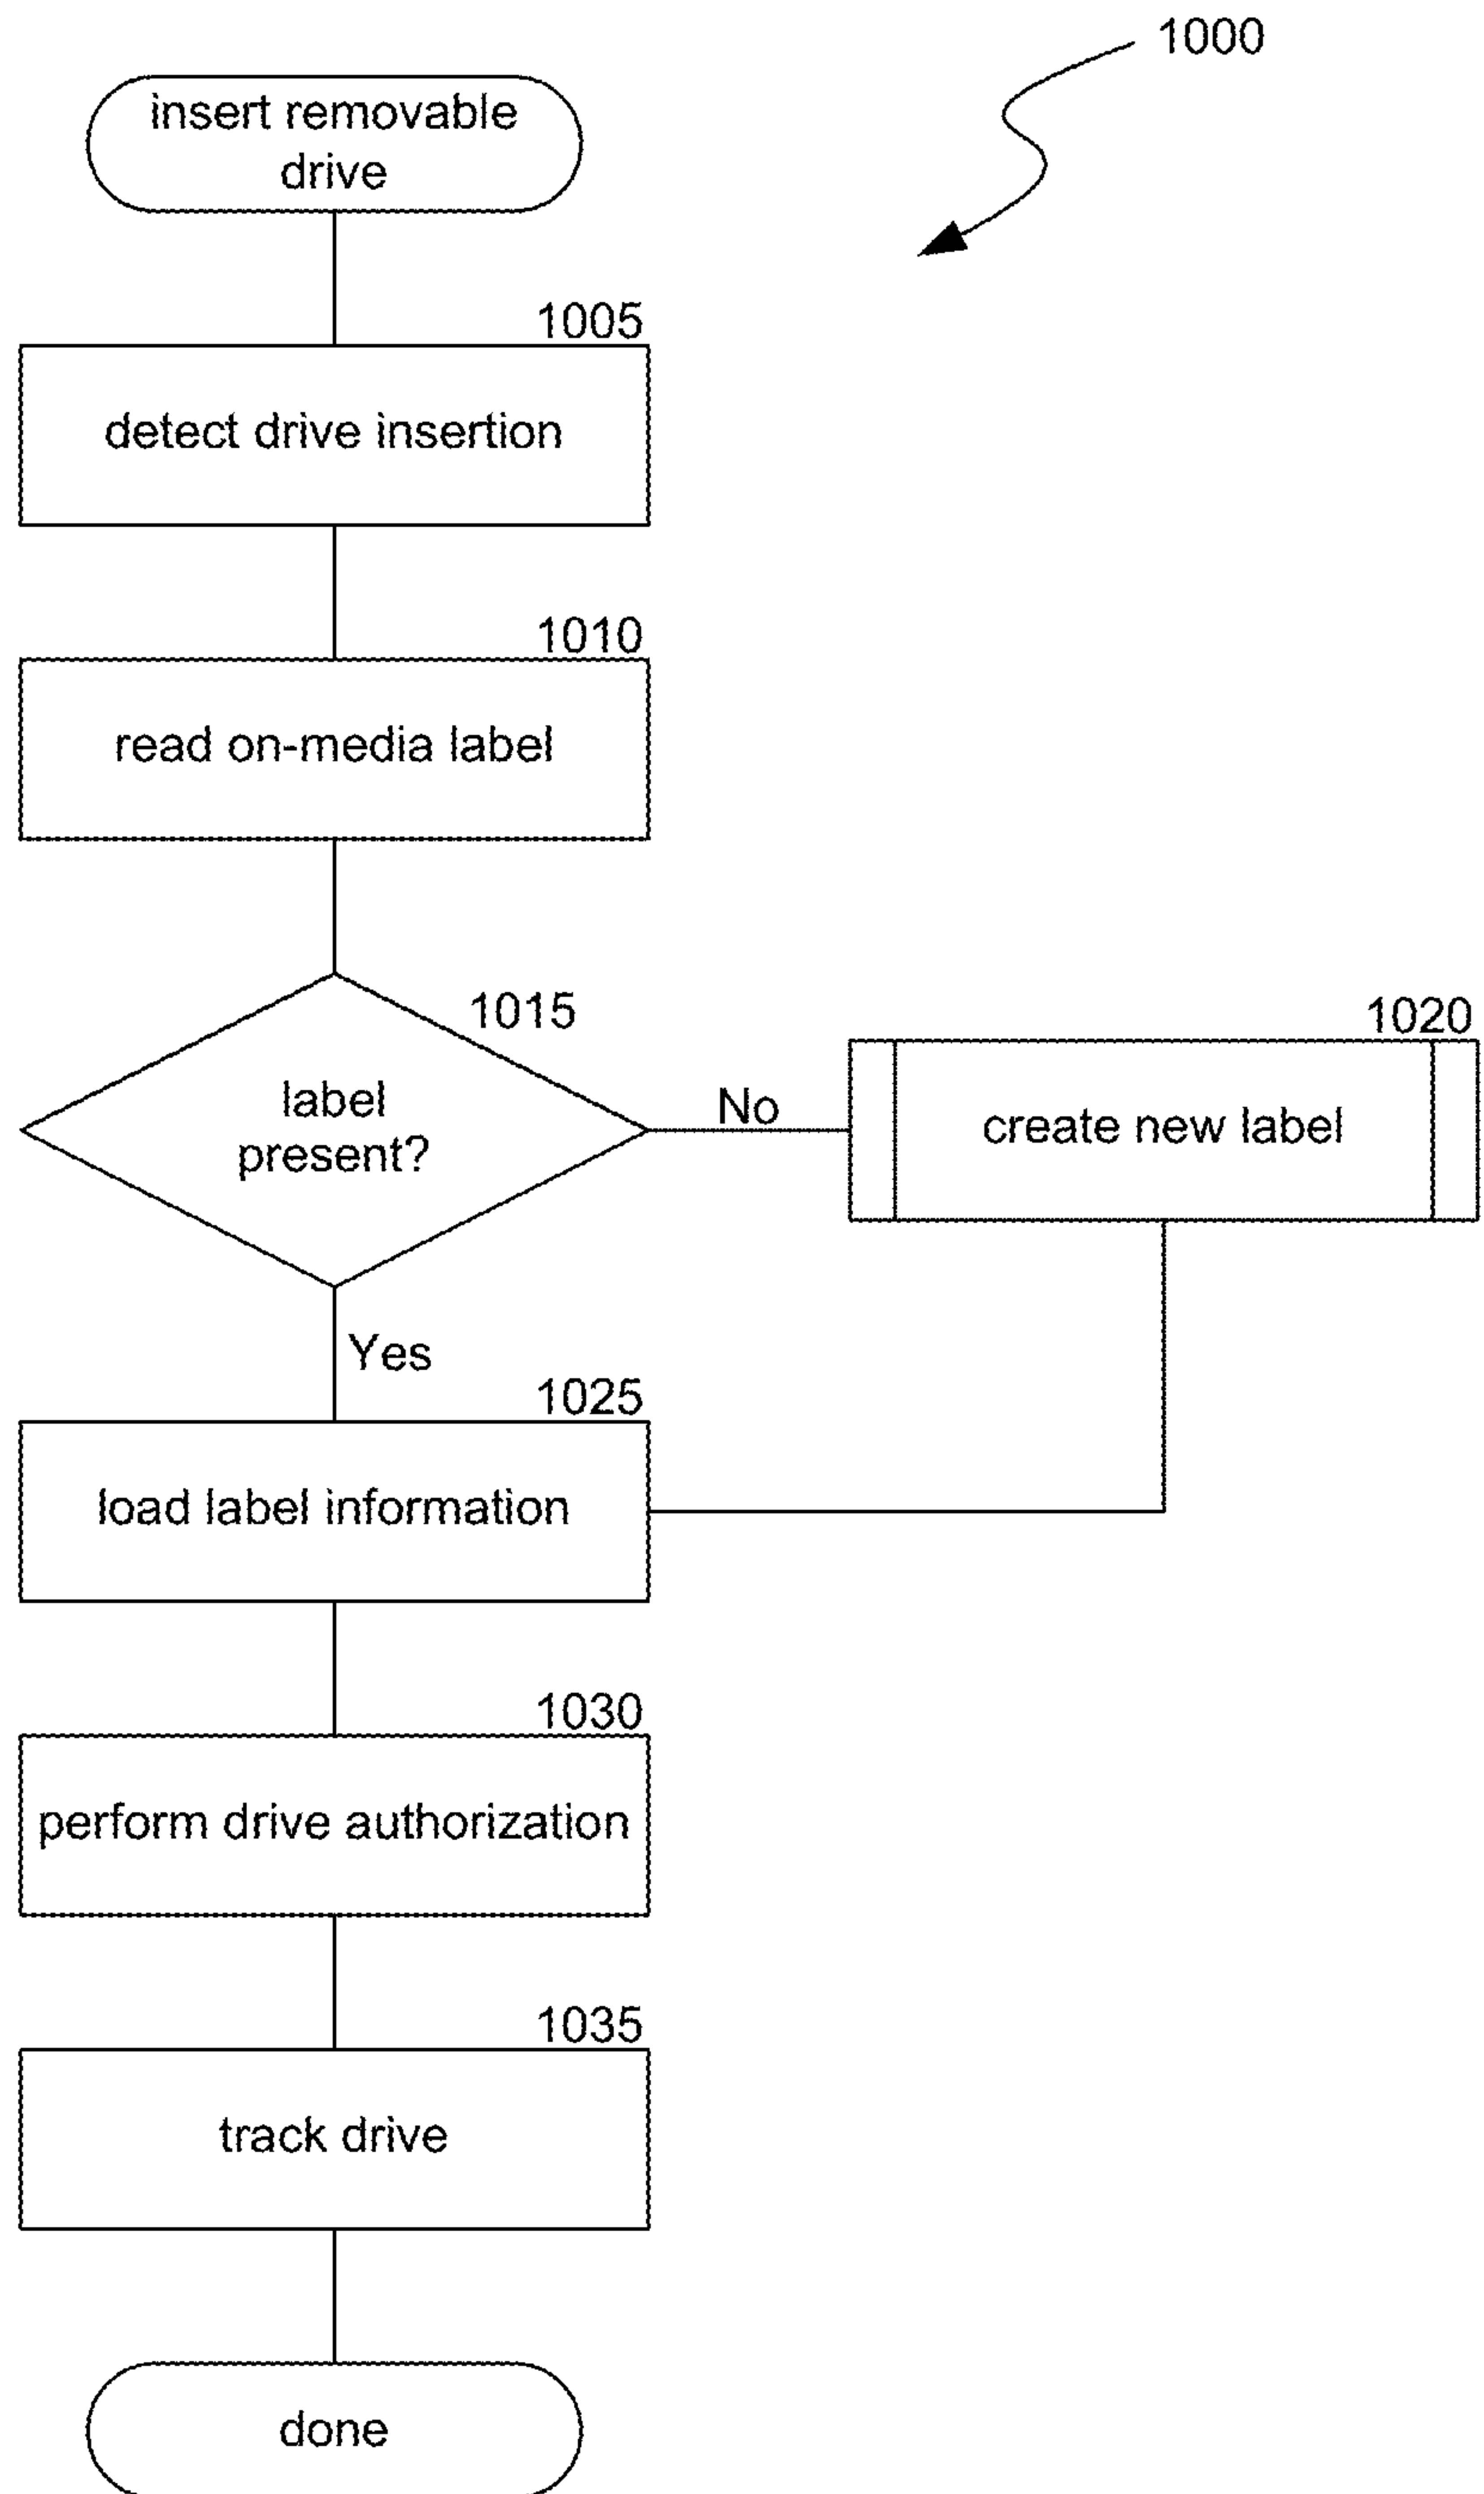 1000
insert removable
drive
1005
detect drive insertion
1010
read on-media label
1015
label
present?
No
1020
create new label
Yes
1025
load label information
1030
perform drive authorization
1035
track drive
done